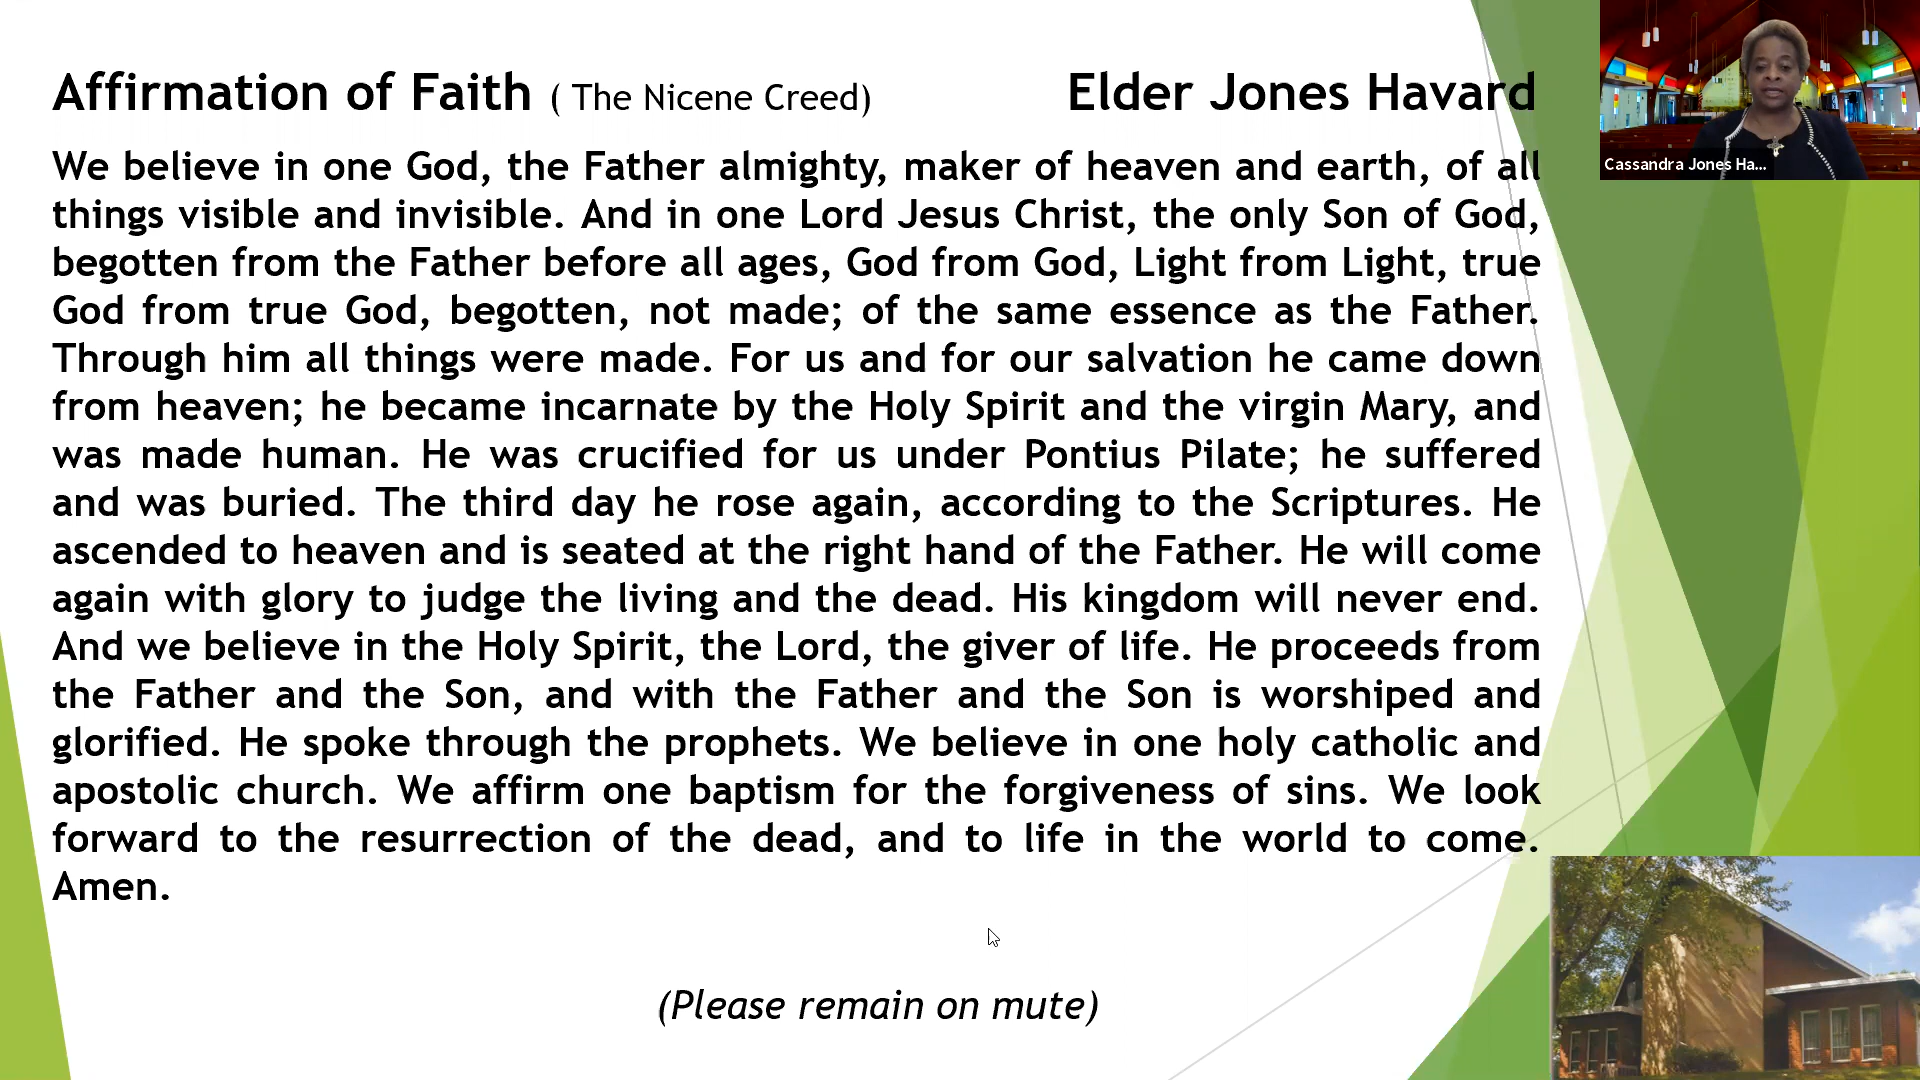 Affirmation of Faith ( The Nicene Creed) Elder Jones Havard
Cassandra Jones Ha...
We believe in one God, the Father almighty, maker of heaven and earth, of all
things visible and invisible. And in one Lord Jesus Christ, the only Son of God,
begotten from the Father before all ages, God from God, Light from Light, true
God from true God, begotten, not made; of the same essence as the Father.
Through him all things were made. For us and for our salvation he came down
from heaven; he became incarnate by the Holy Spirit and the virgin Mary, and
was made human. He was crucified for us under Pontius Pilate; he suffered
and was buried. The third day he rose again, according to the Scriptures. He
ascended to heaven and is seated at the right hand of the Father. He will come
again with glory to judge the living and the dead. His kingdom will never end.
And we believe in the Holy Spirit, the Lord, the giver of life. He proceeds from
the Father and the Son, and with the Father and the Son is worshiped and
glorified. He spoke through the prophets. We believe in one holy catholic and
apostolic church. We affirm one baptism for the forgiveness of sins. We look
forward to the resurrection of the dead, and to life in the world to come.
Amen.
(Please remain on mute)